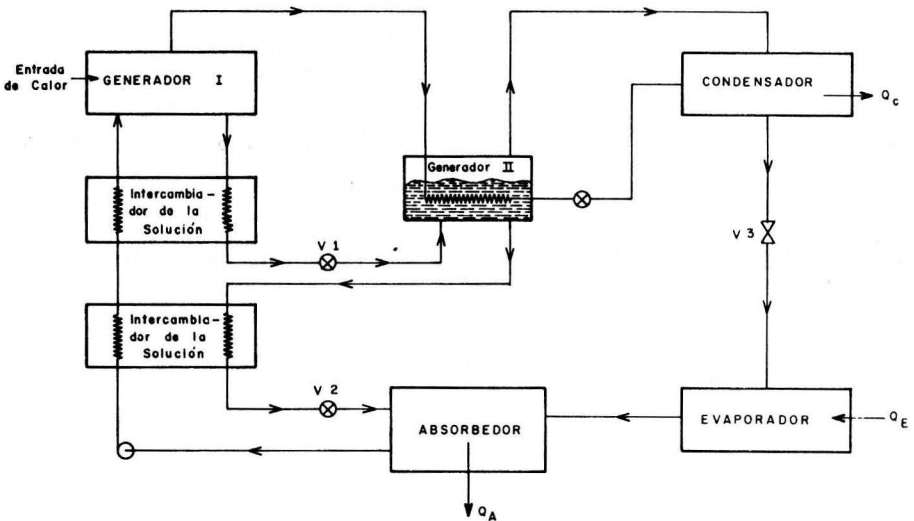 Entrada
de Calor
GENERADOR I
Generador II
CONDENSADOR
Qc
Intercambia-
dor de la
Solución
V 1
V 3
Intercambia-
dor de la
Solución
V 2
ABSORBEDOR
EVAPORADOR
QE
QA